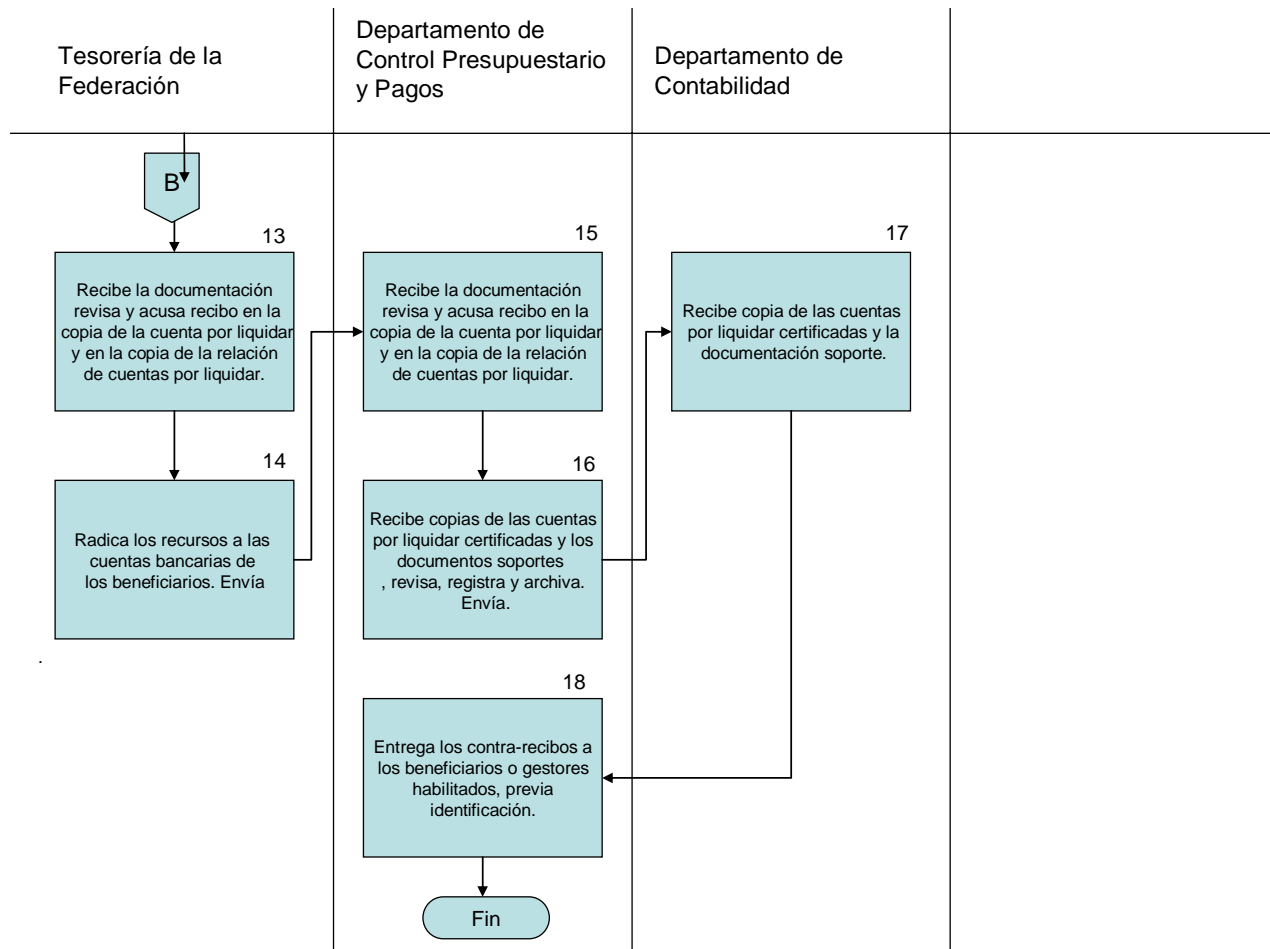 Tesorería de la
Federación
Departamento de
Control Presupuestario
y Pagos
Departamento de
Contabilidad
B
13
Recibe la documentación
revisa y acusa recibo en la
copia de la cuenta por liquidar
y en la copia de la relación
de cuentas por liquidar.
14
Radica los recursos a las
cuentas bancarias de
los beneficiarios. Envía
.
15
Recibe la documentación
revisa y acusa recibo en la
copia de la cuenta por liquidar
y en la copia de la relación
de cuentas por liquidar.
16
Recibe copias de las cuentas
por liquidar certificadas y los
documentos soportes
, revisa, registra y archiva.
Envía.
17
Recibe copia de las cuentas
por liquidar certificadas y la
documentación soporte.
18
Entrega los contra-recibos a
los beneficiarios o gestores
habilitados, previa
identificación.
Fin